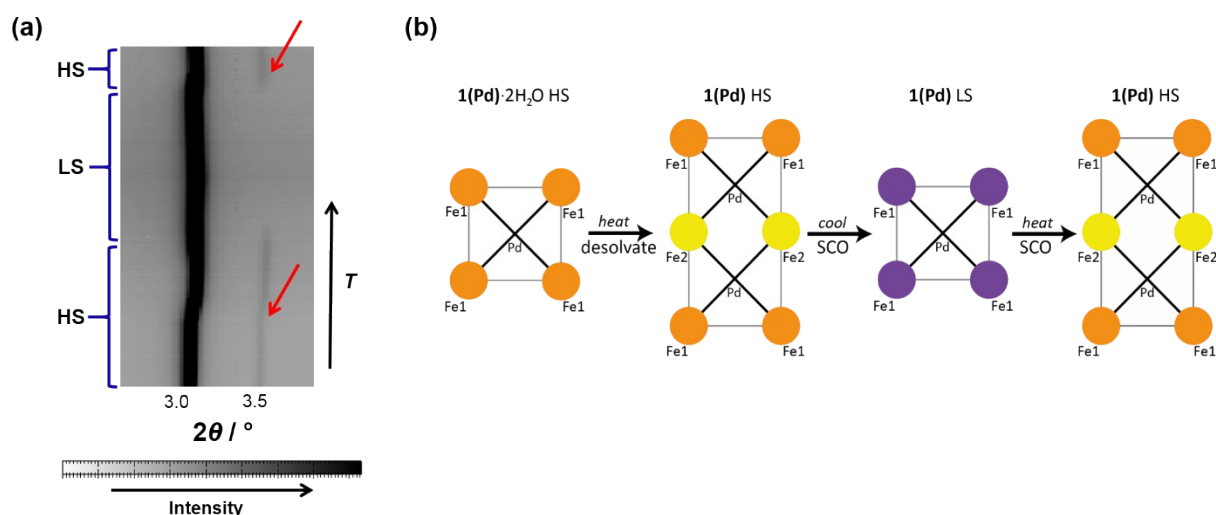 (a)
HS
LS
HS
T
3.0 3.5
2θ / °
Intensity
(b)
1(Pd)·2H₂O HS
1(Pd) HS
1(Pd) LS
1(Pd) HS
Fe1 Fe1
Pd
Fe1 Fe1
heat
desolvate
Fe1 Fe1
Pd
Fe2 Fe2
Pd
Fe1 Fe1
cool
SCO
Fe1 Fe1
Pd
Fe1 Fe1
heat
SCO
Fe1 Fe1
Pd
Fe2 Fe2
Pd
Fe1 Fe1